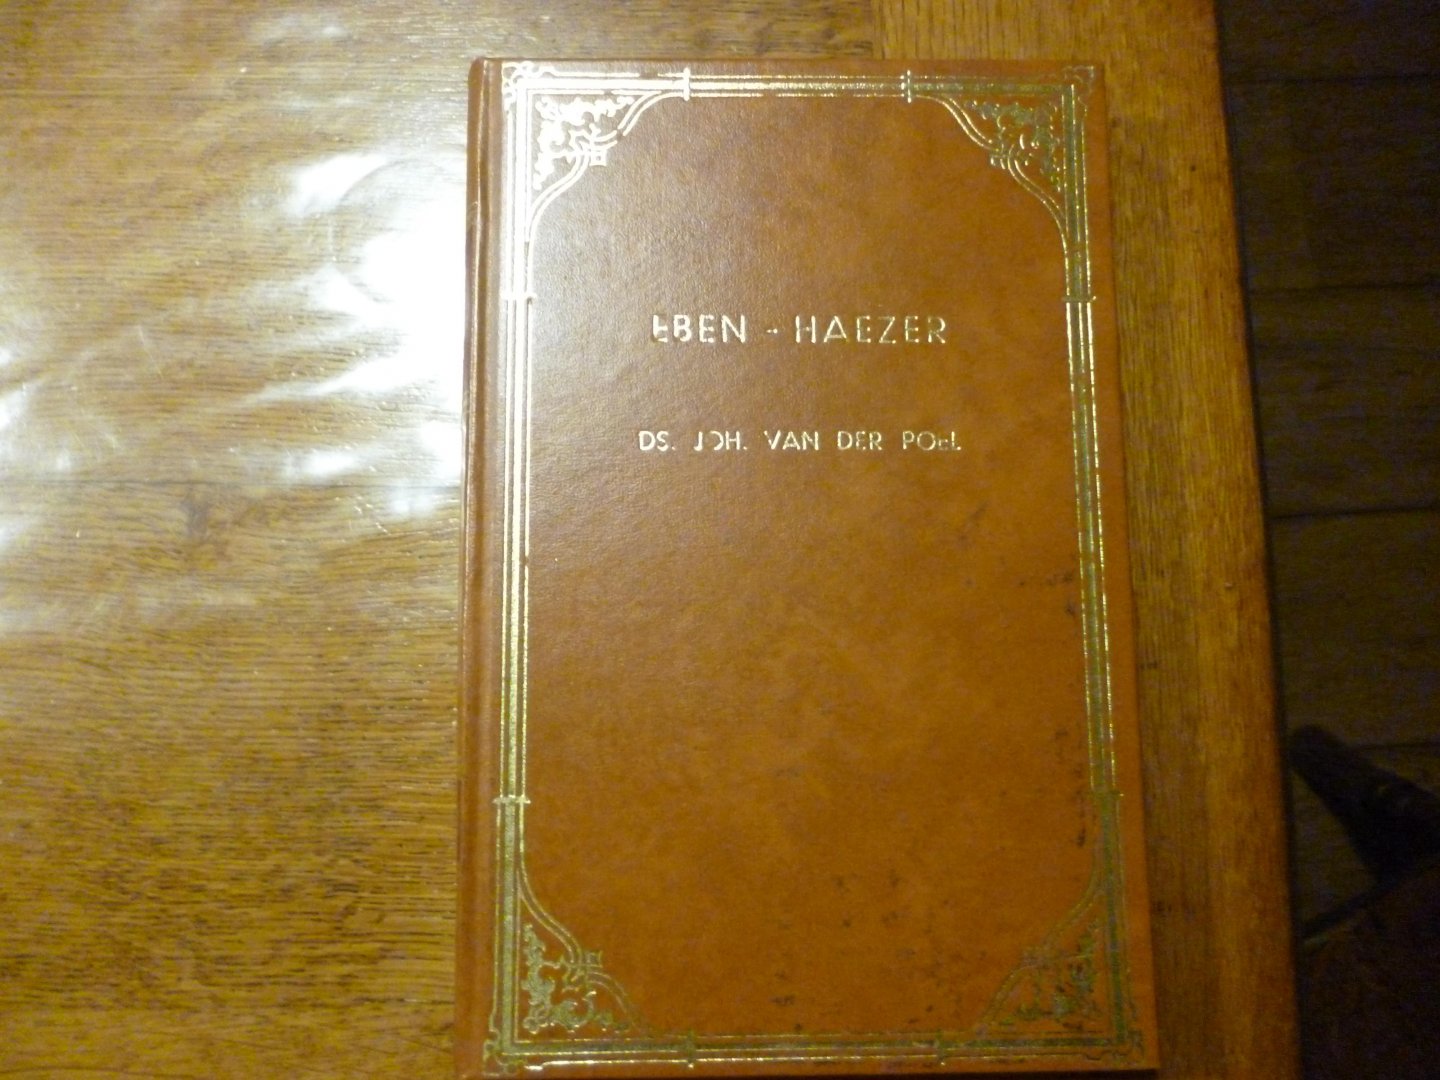 EBEN - HAEZER
DS. JOH. VAN DER POEL